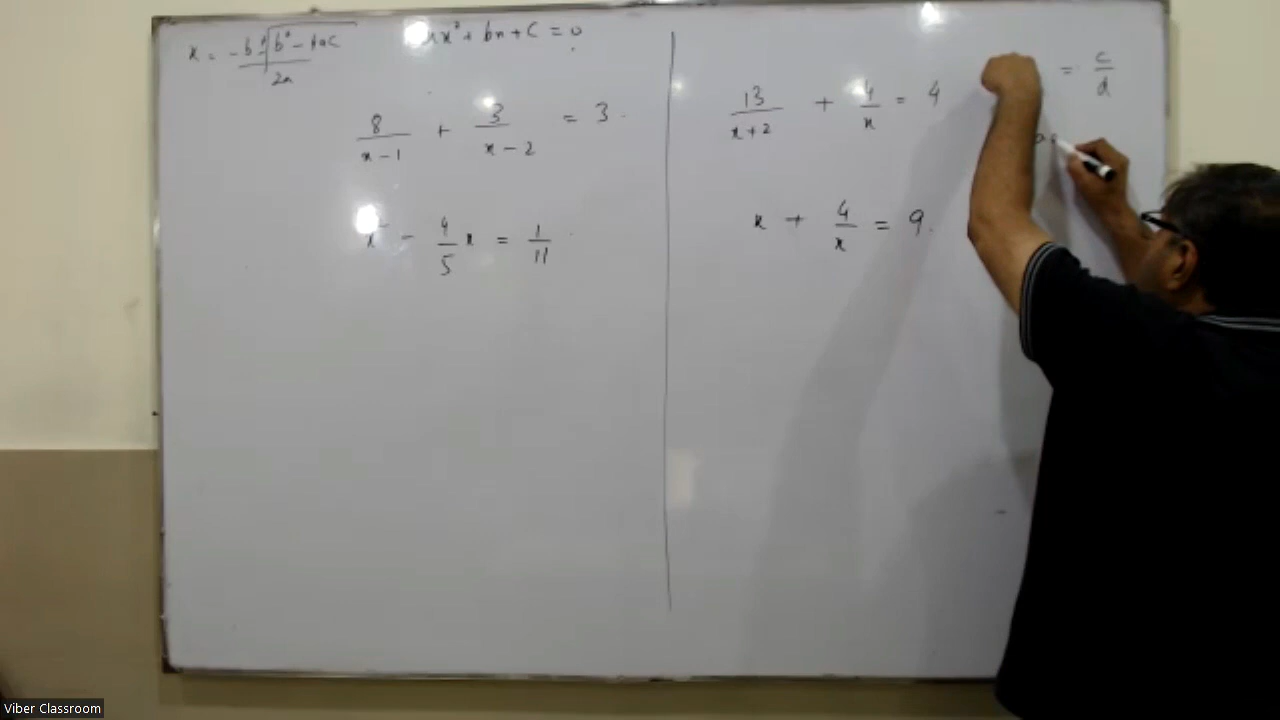 x = -b ± √b² - 4ac / 2a
x² + bx + c = 0
8/(x-1) + 3/(x-2) = 3.
x² - 4/5 x = 1/11
13/(x+2) + 4/x = 4
x + 4/x = 9.
= c/d
a
Viber Classroom